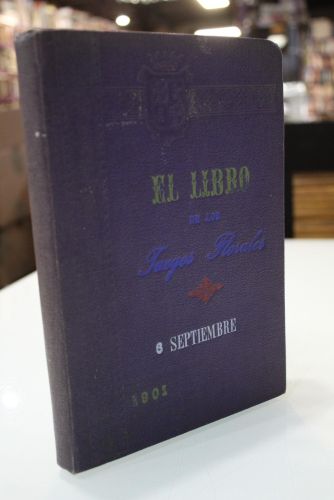 EL LIBRO
DE LOS
Juegos Florales
6 SEPTIEMBRE
1901